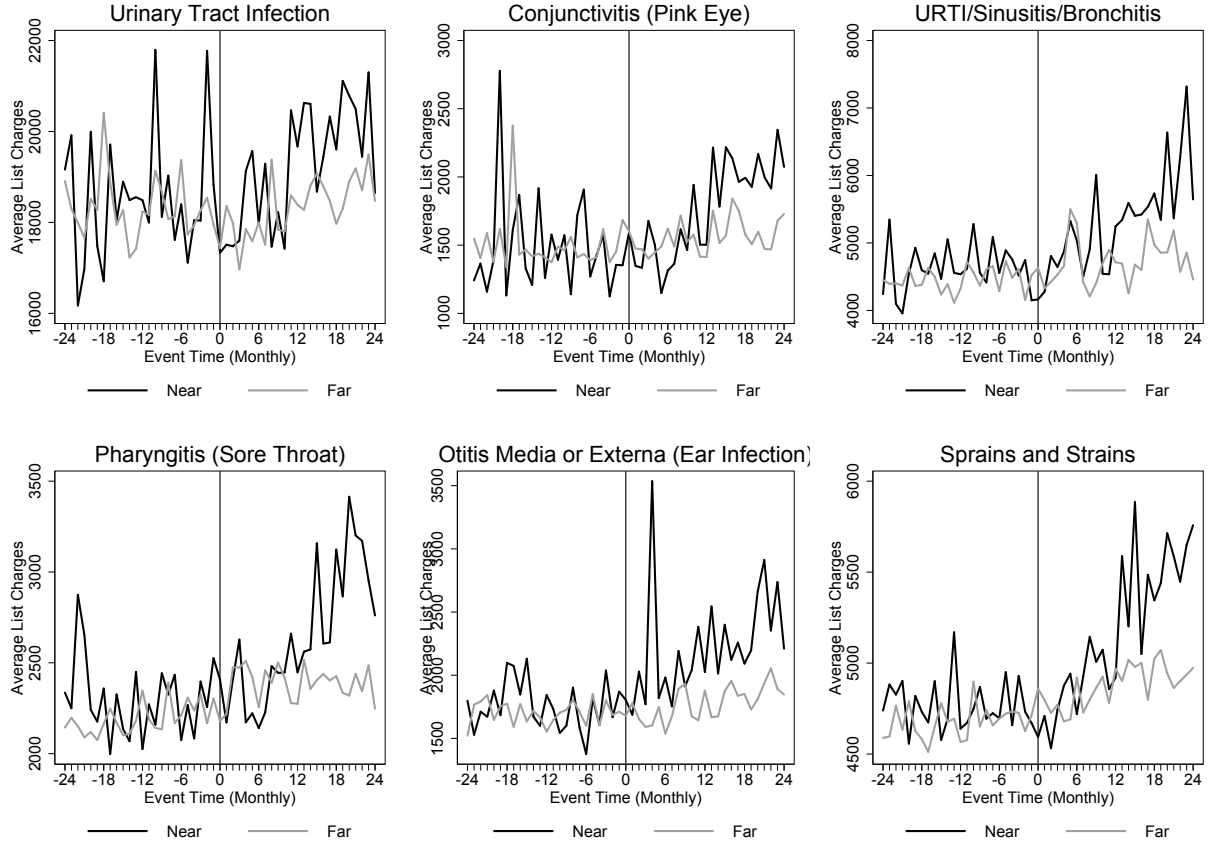 Urinary Tract Infection
Average List Charges
22000
20000
18000
16000
-24 -18 -12 -6 0 6 12 18 24
Event Time (Monthly)
Near Far
Conjunctivitis (Pink Eye)
Average List Charges
3000
2500
2000
1500
1000
-24 -18 -12 -6 0 6 12 18 24
Event Time (Monthly)
Near Far
URTI/Sinusitis/Bronchitis
Average List Charges
8000
7000
6000
5000
4000
-24 -18 -12 -6 0 6 12 18 24
Event Time (Monthly)
Near Far
Pharyngitis (Sore Throat)
Average List Charges
3500
3000
2500
2000
-24 -18 -12 -6 0 6 12 18 24
Event Time (Monthly)
Near Far
Otitis Media or Externa (Ear Infection)
Average List Charges
3500
3000
2500
2000
1500
-24 -18 -12 -6 0 6 12 18 24
Event Time (Monthly)
Near Far
Sprains and Strains
Average List Charges
6000
5500
5000
4500
-24 -18 -12 -6 0 6 12 18 24
Event Time (Monthly)
Near Far